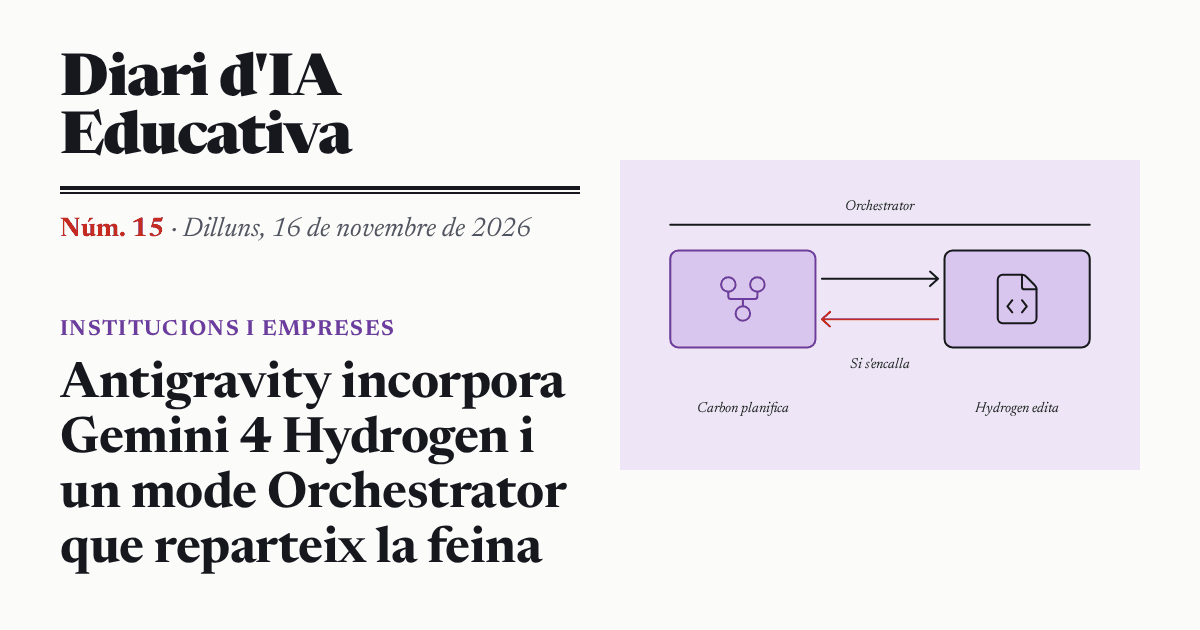 Diari d'IA
Educativa
Núm. 15 · Dilluns, 16 de novembre de 2026
INSTITUCIONS I EMPRESES
Antigravity incorpora
Gemini 4 Hydrogen i
un mode Orchestrator
que reparteix la feina
Orchestrator
Si s'encalla
Carbon planifica
Hydrogen edita